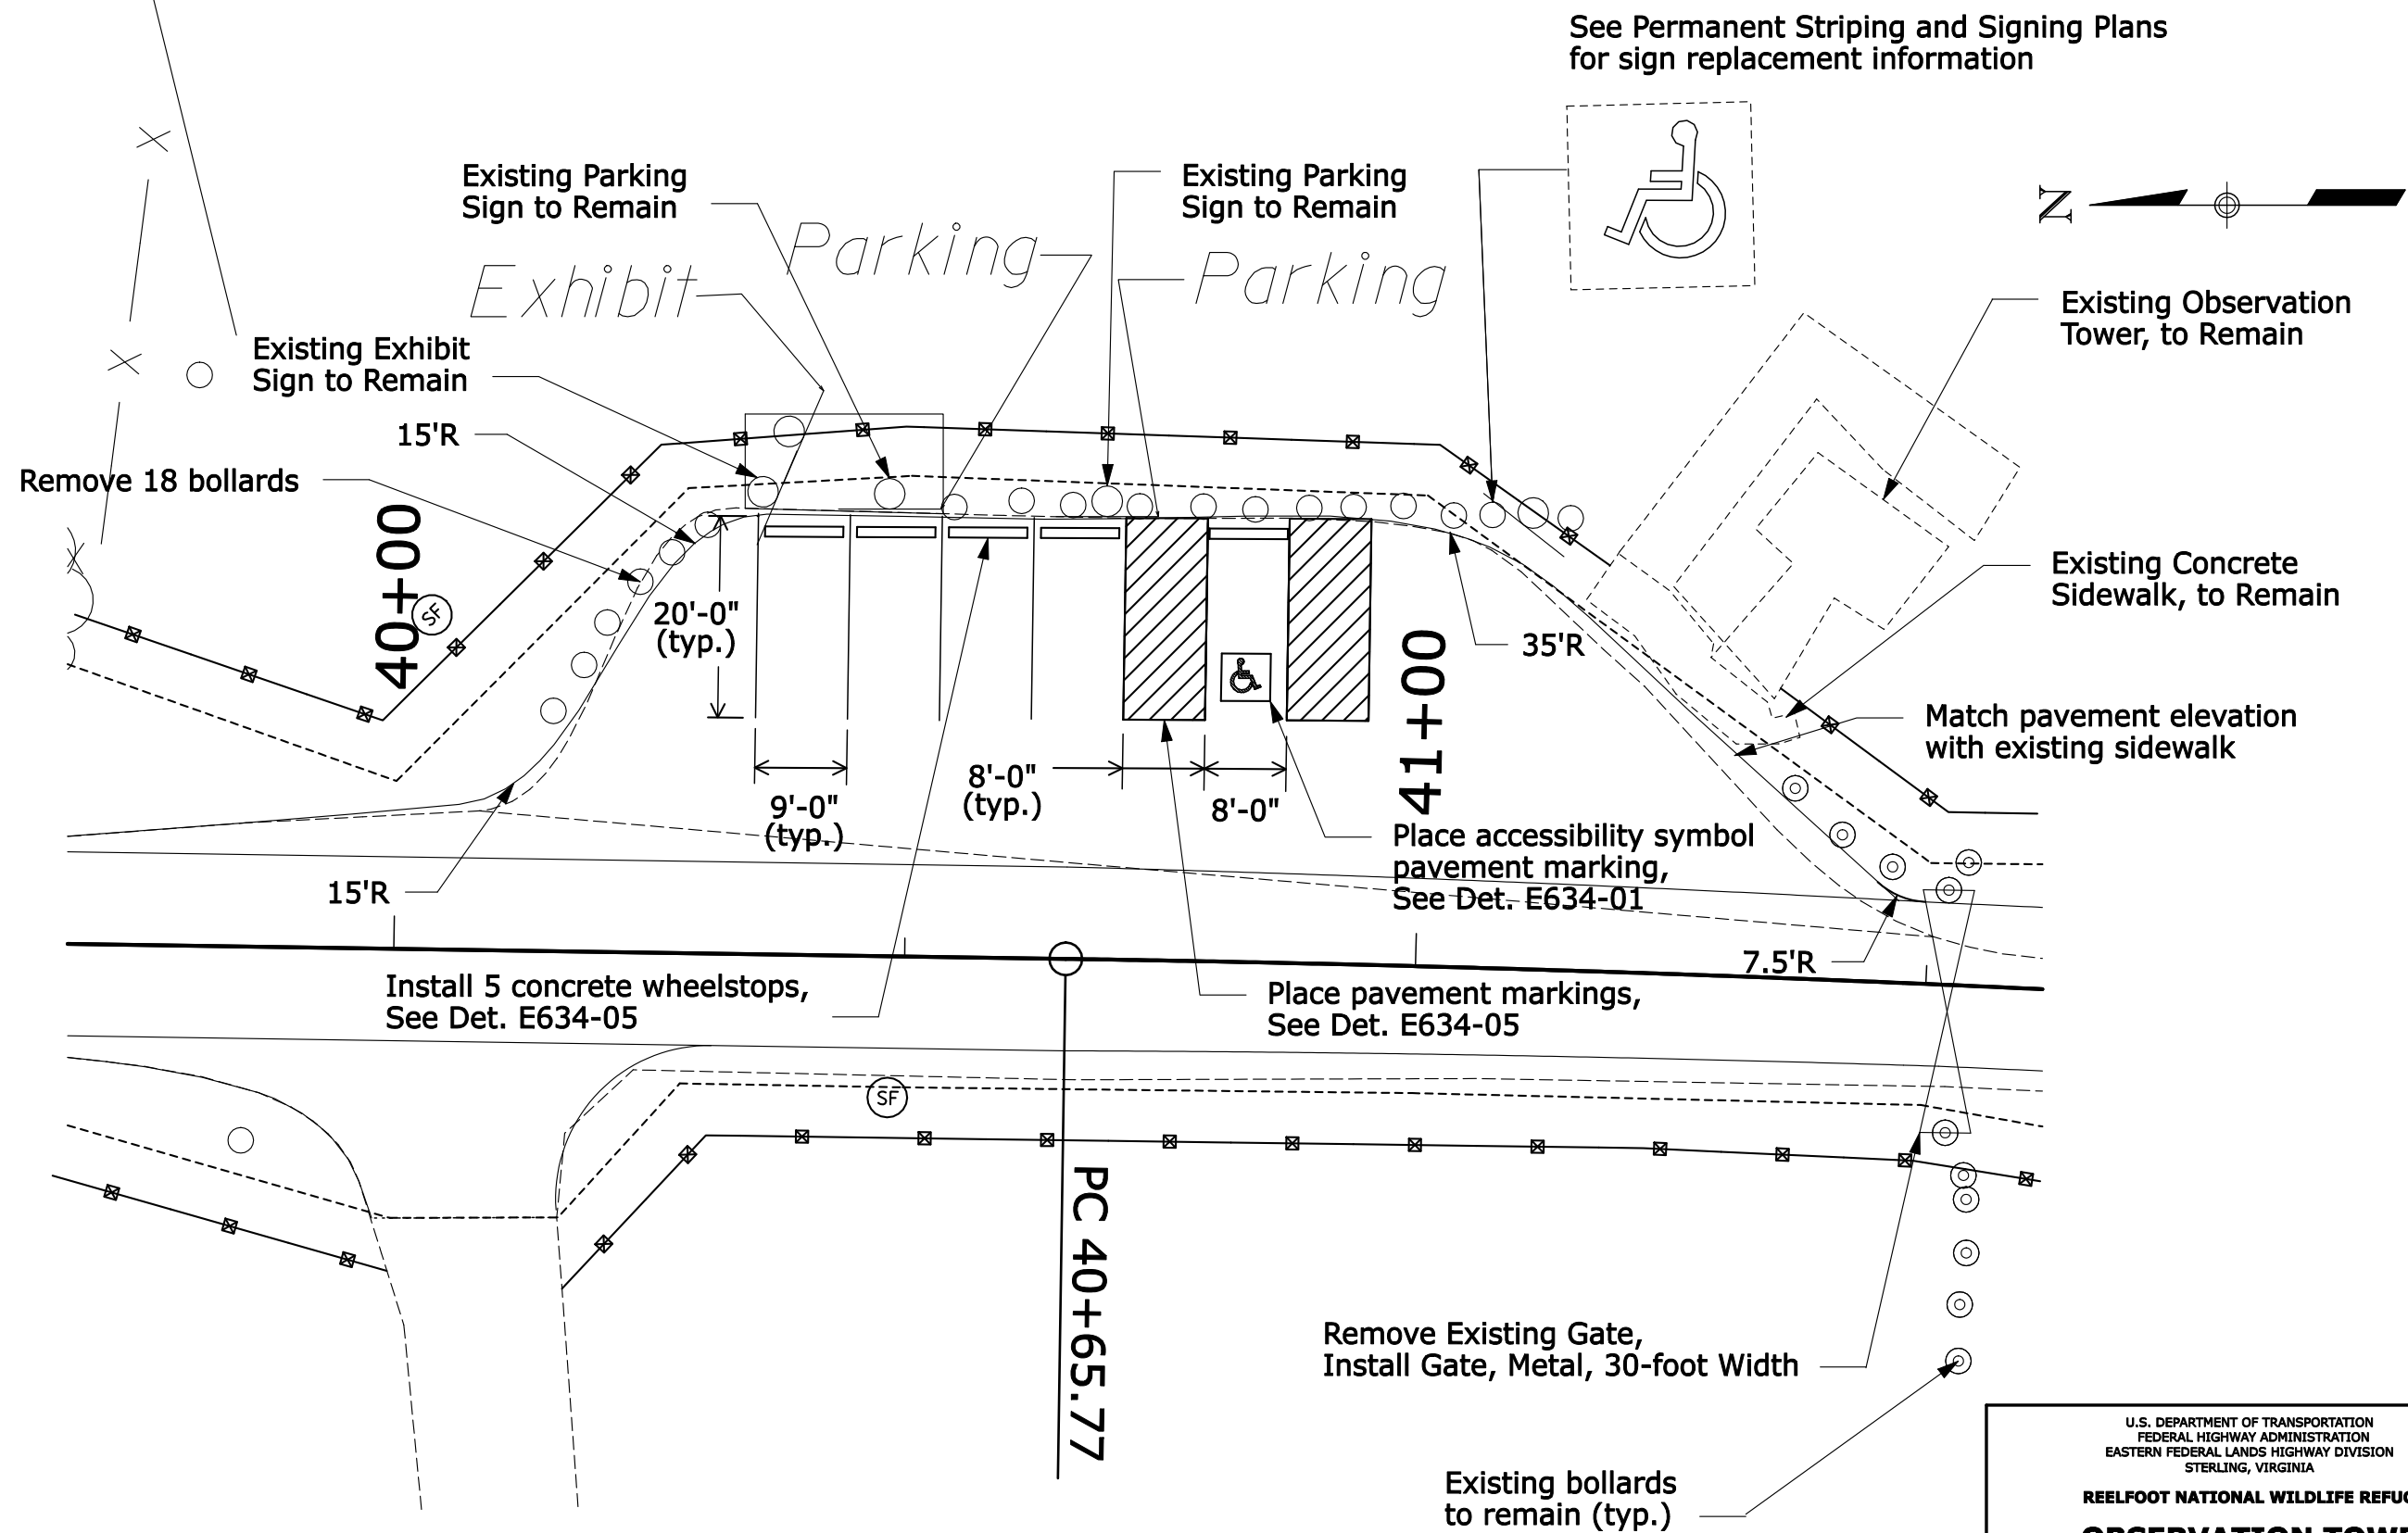 See Permanent Striping and Signing Plans
for sign replacement information
Existing Parking
Sign to Remain
Existing Parking
Sign to Remain
N
Parking
Exhibit
Parking
Existing Observation
Tower, to Remain
Existing Exhibit
Sign to Remain
15'R
Remove 18 bollards
40+00
SF
20'-0"
(typ.)
Existing Concrete
Sidewalk, to Remain
35'R
41+00
Match pavement elevation
with existing sidewalk
9'-0"
(typ.)
8'-0"
(typ.)
8'-0"
Place accessibility symbol
pavement marking,
See Det. E634-01
15'R
7.5'R
Install 5 concrete wheelstops,
See Det. E634-05
Place pavement markings,
See Det. E634-05
SF
PC 40+65.77
Remove Existing Gate,
Install Gate, Metal, 30-foot Width
Existing bollards
to remain (typ.)
U.S. DEPARTMENT OF TRANSPORTATION
FEDERAL HIGHWAY ADMINISTRATION
EASTERN FEDERAL LANDS HIGHWAY DIVISION
STERLING, VIRGINIA
REELFOOT NATIONAL WILDLIFE
OBSERVATION